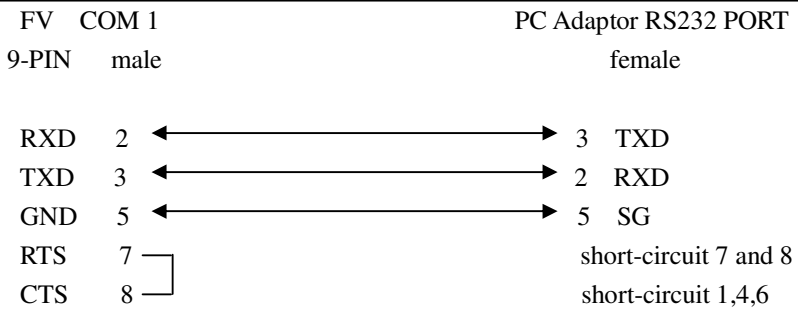 FV COM 1 PC Adaptor RS232 PORT
9-PIN male female
RXD 2 3 TXD
TXD 3 2 RXD
GND 5 5 SG
RTS 7 short-circuit 7 and 8
CTS 8 short-circuit 1,4,6